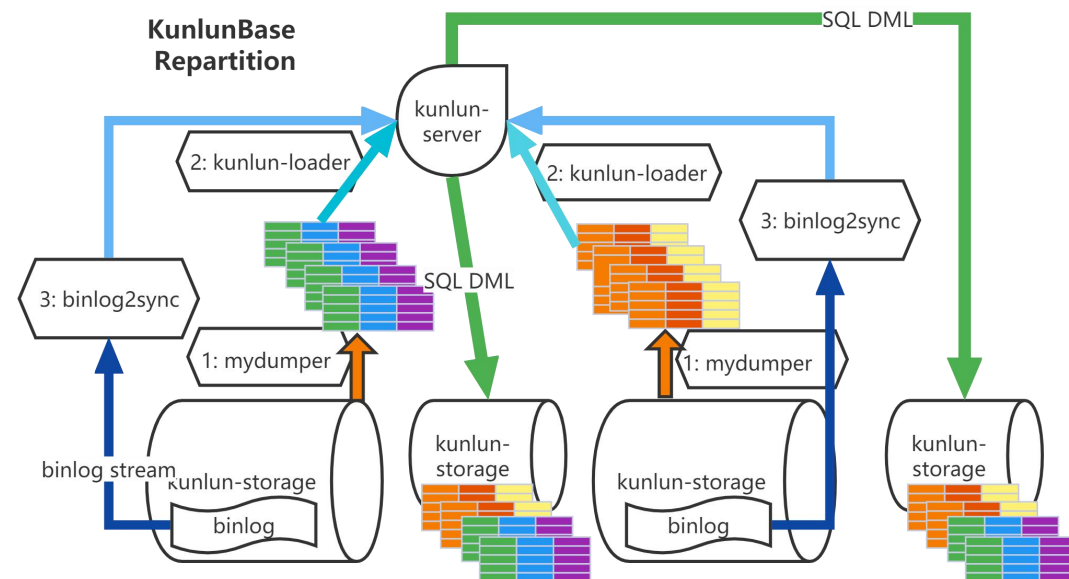 KunlunBase
Repartition
SQL DML
kunlun-
server
2: kunlun-loader
2: kunlun-loader
3: binlog2sync
3: binlog2sync
SQL DML
1: mydumper
1: mydumper
kunlun-
storage
kunlun-
storage
binlog stream
kunlun-storage
kunlun-storage
binlog
binlog